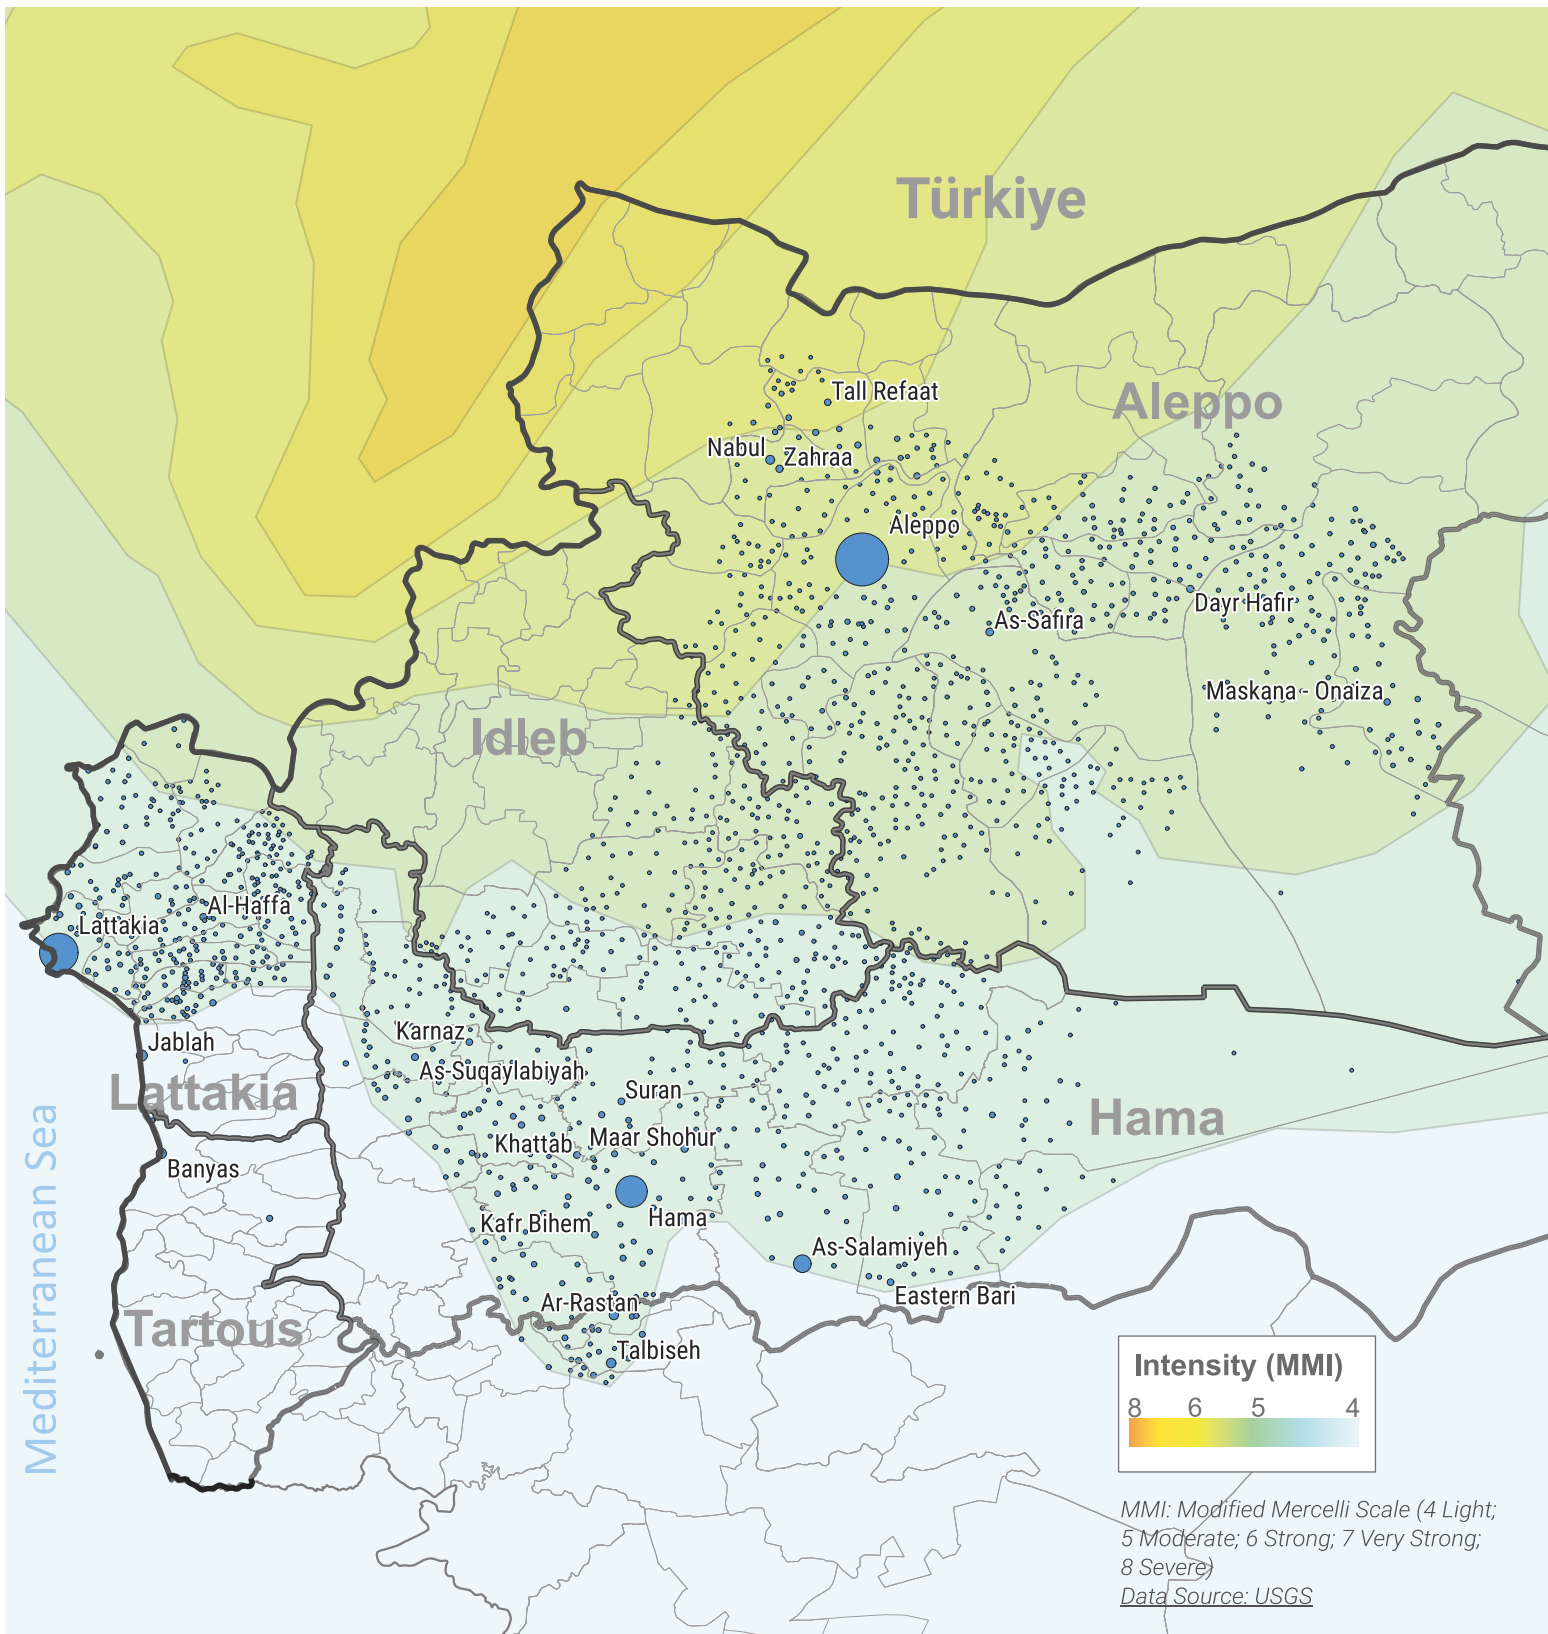 Türkiye
Aleppo
Tall Refaat
Nabul
Zahraa
Aleppo
Dayr Hafir
As-Safira
Maskana - Onaiza
Idleb
Al-Haffa
Lattakia
Karnaz
Jablah
As-Suqaylabiyah
Lattakia
Suran
Hama
Khattab
Maar Shohur
Banyas
Kafr Bihem
Hama
As-Salamiyeh
Eastern Bari
Ar-Rastan
Tartous
Talbiseh
Mediterranean Sea
Intensity (MMI)
8 6 5 4
MMI: Modified Mercelli Scale (4 Light;
5 Moderate; 6 Strong; 7 Very Strong;
8 Severe)
Data Source: USGS